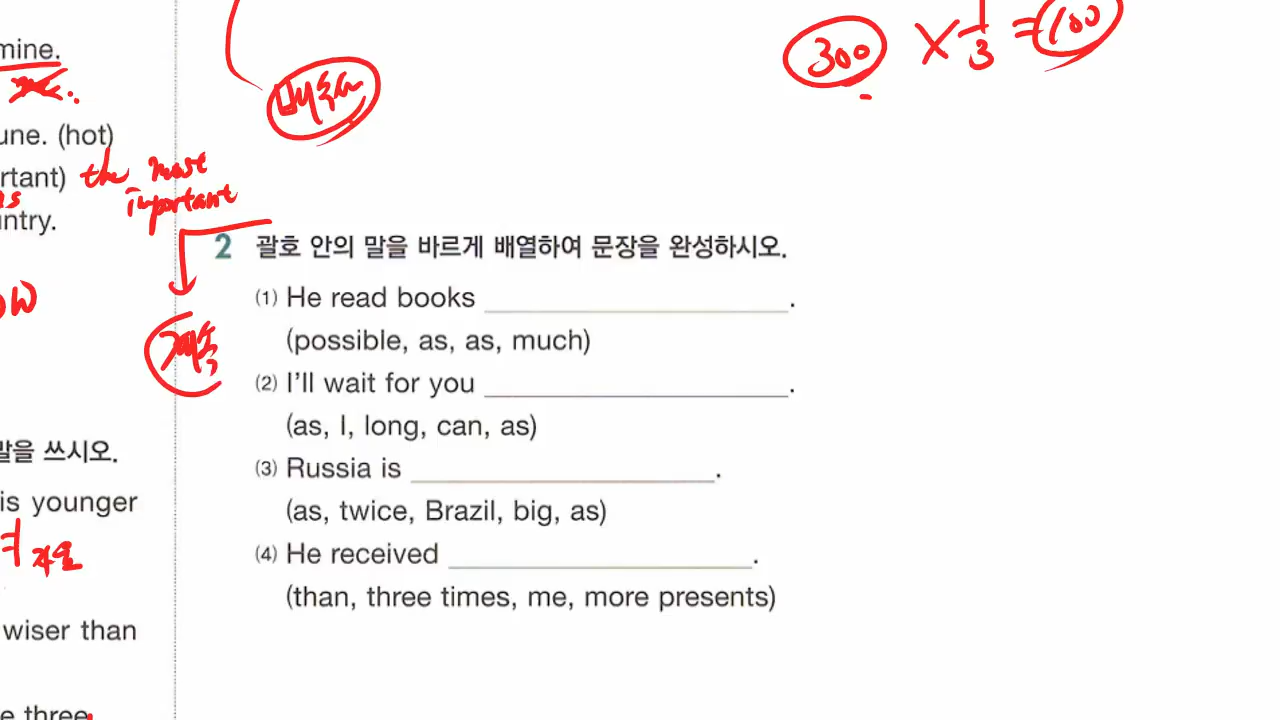 mine.
une. (hot)
rtant) the most
important
untry.
말을 쓰시오.
is younger
wiser than
e three
300 × 1/3 = 100
2 괄호 안의 말을 바르게 배열하여 문장을 완성하시오.
(1) He read books ____________________.
(possible, as, as, much)
(2) I'll wait for you ____________________.
(as, I, long, can, as)
(3) Russia is ____________________.
(as, twice, Brazil, big, as)
(4) He received ____________________.
(than, three times, me, more presents)